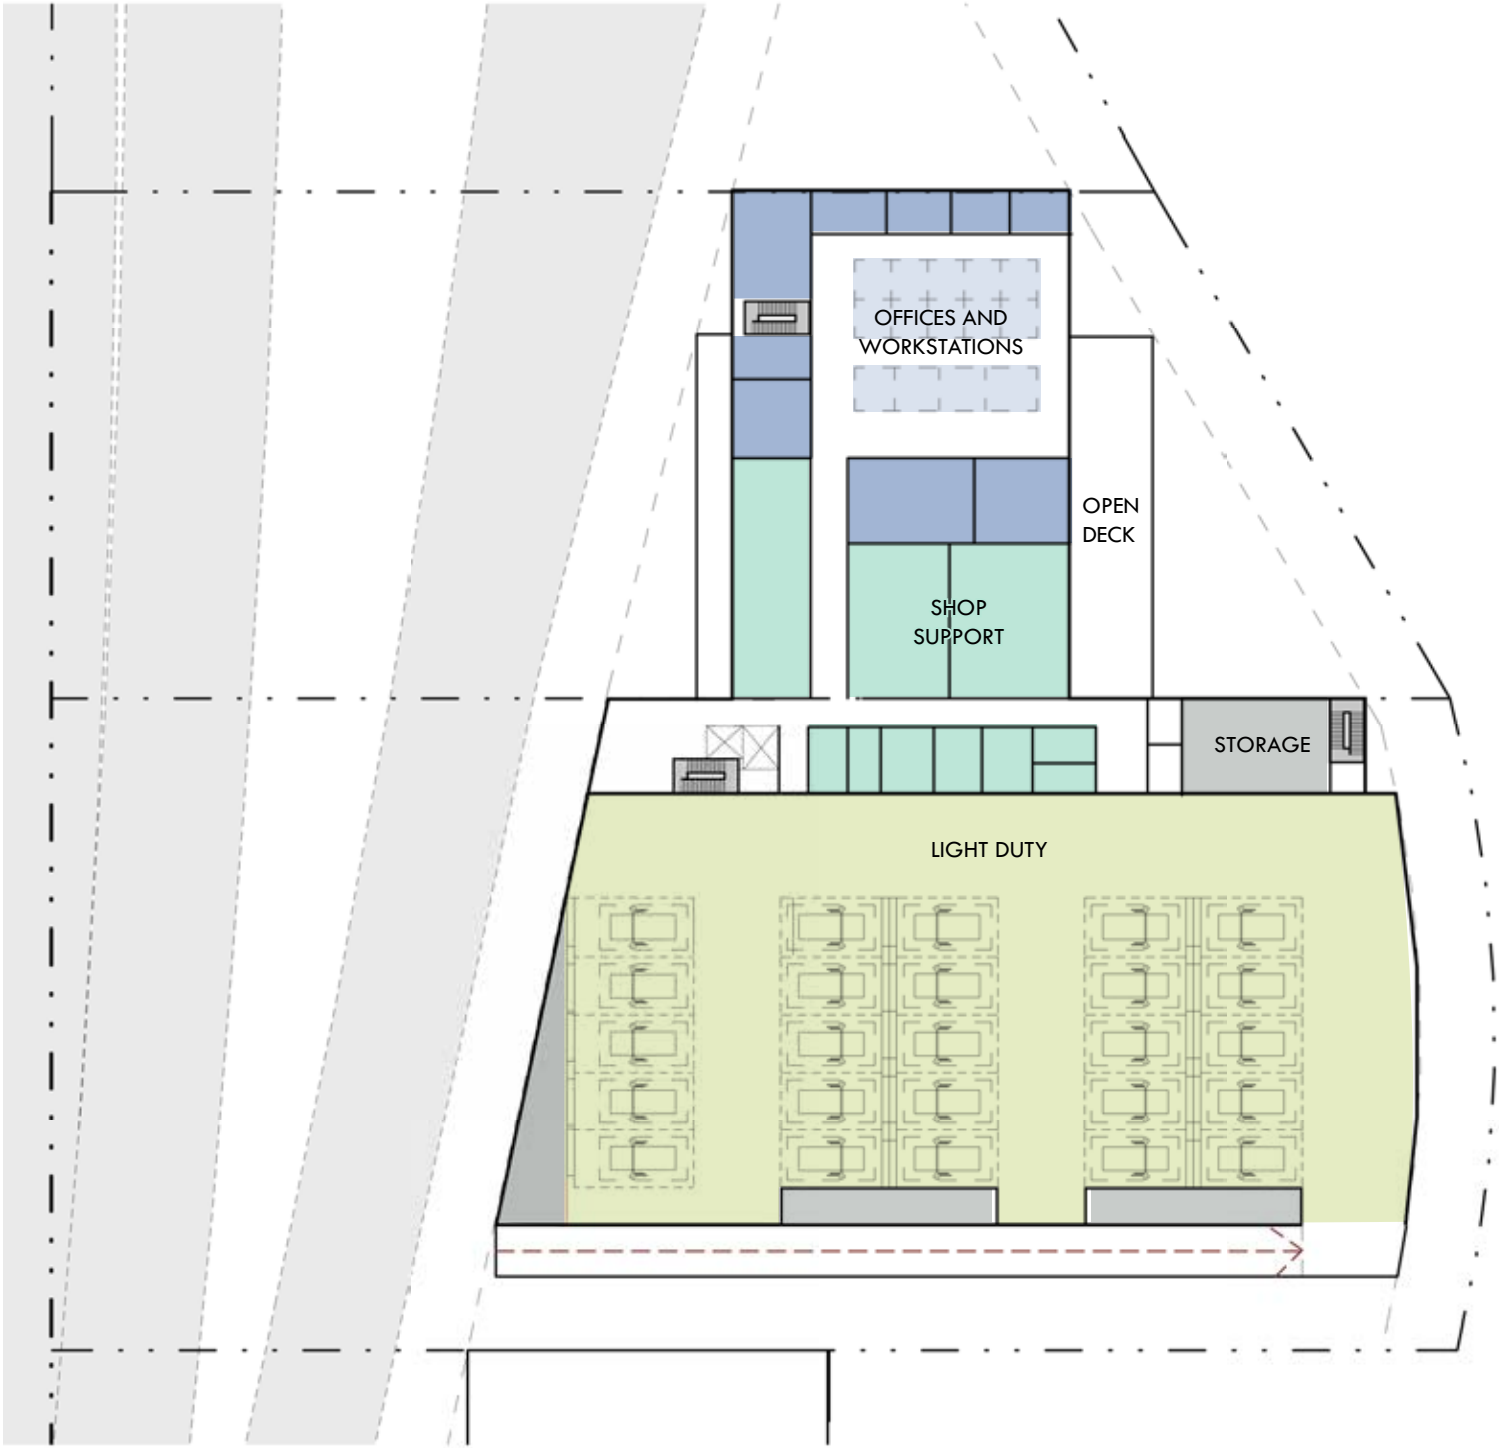 OFFICES AND
WORKSTATIONS
OPEN
DECK
SHOP
SUPPORT
STORAGE
LIGHT DUTY